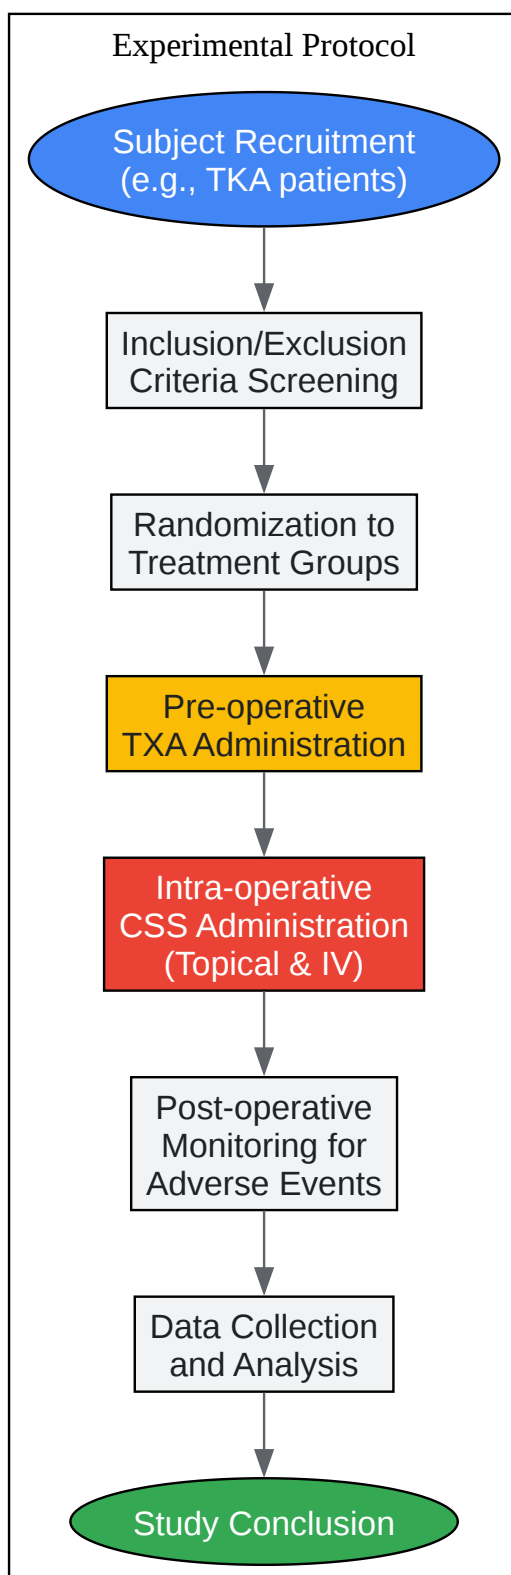 Experimental Protocol
Subject Recruitment
(e.g., TKA patients)
Inclusion/Exclusion
Criteria Screening
Randomization to
Treatment Groups
Pre-operative
TXA Administration
Intra-operative
CSS Administration
(Topical & IV)
Post-operative
Monitoring for
Adverse Events
Data Collection
and Analysis
Study Conclusion